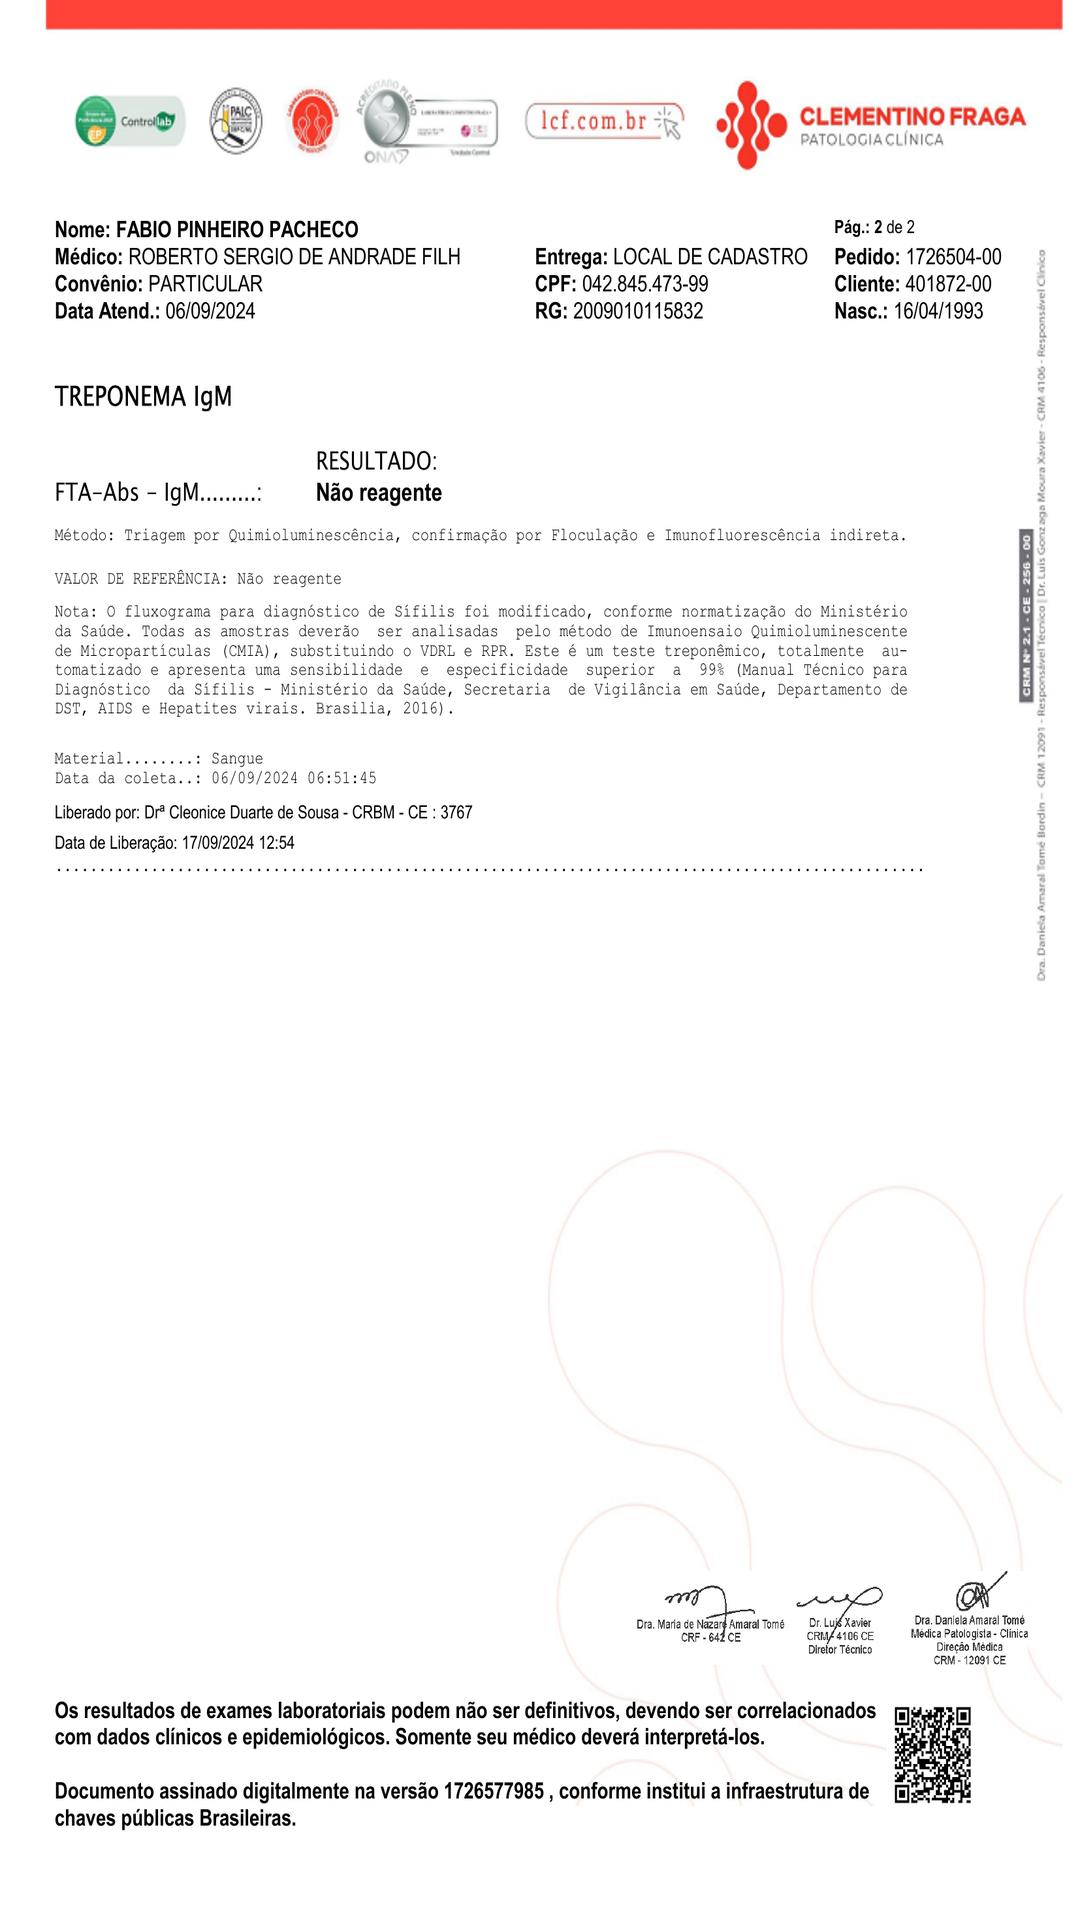 Controllab
PALC
ACREDITADO PLENO
ONA
lcf.com.br
CLEMENTINO FRAGA
PATOLOGIA CLÍNICA
Nome: FABIO PINHEIRO PACHECO
Pág.: 2 de 2
Médico: ROBERTO SERGIO DE ANDRADE FILH Entrega: LOCAL DE CADASTRO Pedido: 1726504-00
Convênio: PARTICULAR CPF: 042.845.473-99 Cliente: 401872-00
Data Atend.: 06/09/2024 RG: 2009010115832 Nasc.: 16/04/1993
TREPONEMA IgM
RESULTADO:
FTA-Abs - IgM.........: Não reagente
Método: Triagem por Quimioluminescência, confirmação por Floculação e Imunofluorescência indireta.
VALOR DE REFERÊNCIA: Não reagente
Nota: O fluxograma para diagnóstico de Sífilis foi modificado, conforme normatização do Ministério
da Saúde. Todas as amostras deverão ser analisadas pelo método de Imunoensaio Quimioluminescente
de Micropartículas (CMIA), substituindo o VDRL e RPR. Este é um teste treponêmico, totalmente au-
tomatizado e apresenta uma sensibilidade e especificidade superior a 99% (Manual Técnico para
Diagnóstico da Sífilis - Ministério da Saúde, Secretaria de Vigilância em Saúde, Departamento de
DST, AIDS e Hepatites virais. Brasilia, 2016).
Material........: Sangue
Data da coleta..: 06/09/2024 06:51:45
Liberado por: Drª Cleonice Duarte de Sousa - CRBM - CE : 3767
Data de Liberação: 17/09/2024 12:54
CRM Nº 2.1 - CE - 256 - 00
Dra. Daniela Amaral Tomé Bordin – CRM 12091 - Responsável Técnico | Dr. Luis Gonzaga Moura Xavier - CRM 4106 - Responsável Clínico
Dra. Maria de Nazaré Amaral Tomé
CRF - 642 CE
Dr. Luis Xavier
CRM - 4106 CE
Diretor Técnico
Dra. Daniela Amaral Tomé
Médica Patologista - Clínica
Direção Médica
CRM - 12091 CE
Os resultados de exames laboratoriais podem não ser definitivos, devendo ser correlacionados
com dados clínicos e epidemiológicos. Somente seu médico deverá interpretá-los.
Documento assinado digitalmente na versão 1726577985 , conforme institui a infraestrutura de
chaves públicas Brasileiras.